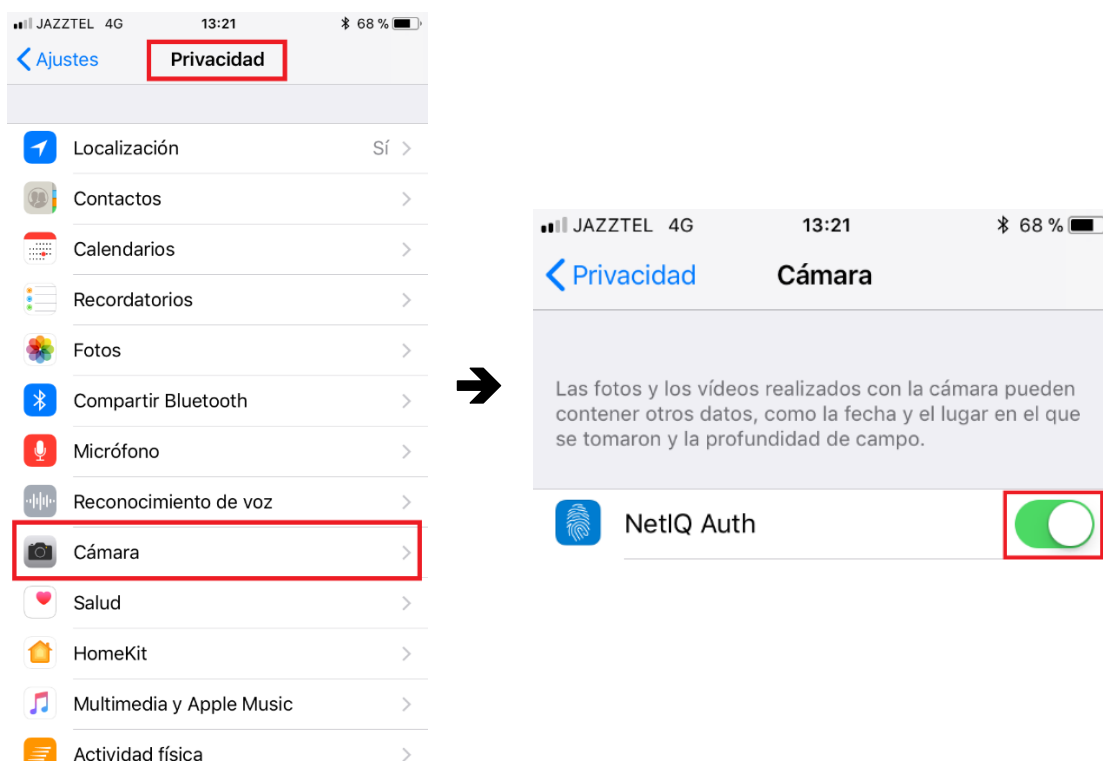 JAZZTEL 4G 13:21 68 %
Ajustes Privacidad
Localización Sí
Contactos
Calendarios
Recordatorios
Fotos
Compartir Bluetooth
Micrófono
Reconocimiento de voz
Cámara
Salud
HomeKit
Multimedia y Apple Music
Actividad física
JAZZTEL 4G 13:21 68 %
Privacidad Cámara
Las fotos y los vídeos realizados con la cámara pueden
contener otros datos, como la fecha y el lugar en el que
se tomaron y la profundidad de campo.
NetIQ Auth